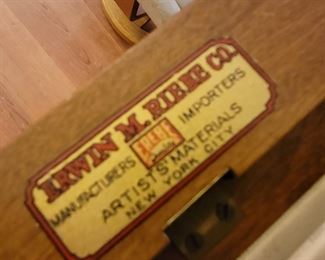 IRWIN M. RIEBE CO.
MANUFACTURERS IMPORTERS
ARTISTS' MATERIALS
NEW YORK CITY